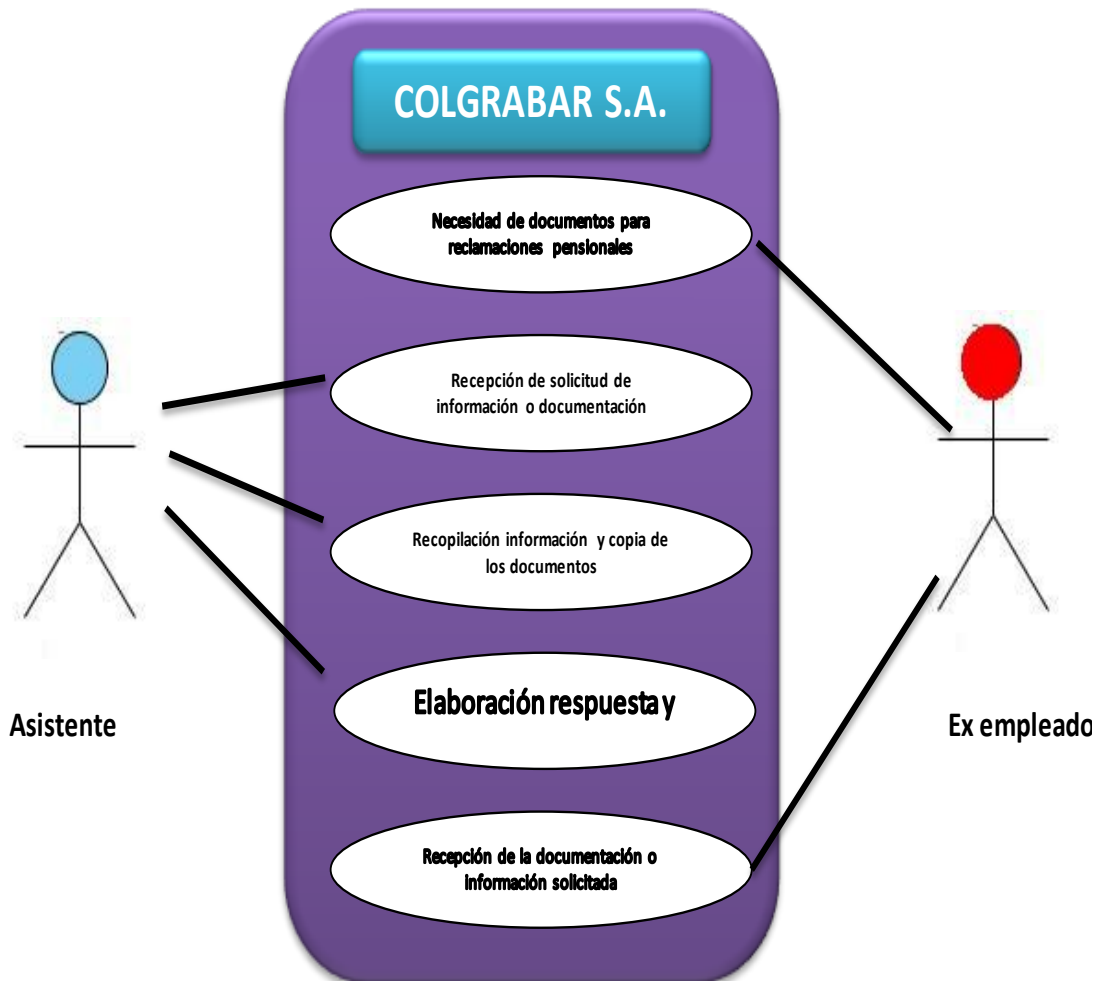 COLGRABAR S.A.
Necesidad de documentos para
reclamaciones pensionales
Recepción de solicitud de
información o documentación
Recopilación información y copia de
los documentos
Elaboración respuesta y
Recepción de la documentación o
información solicitada
Asistente
Ex empleado